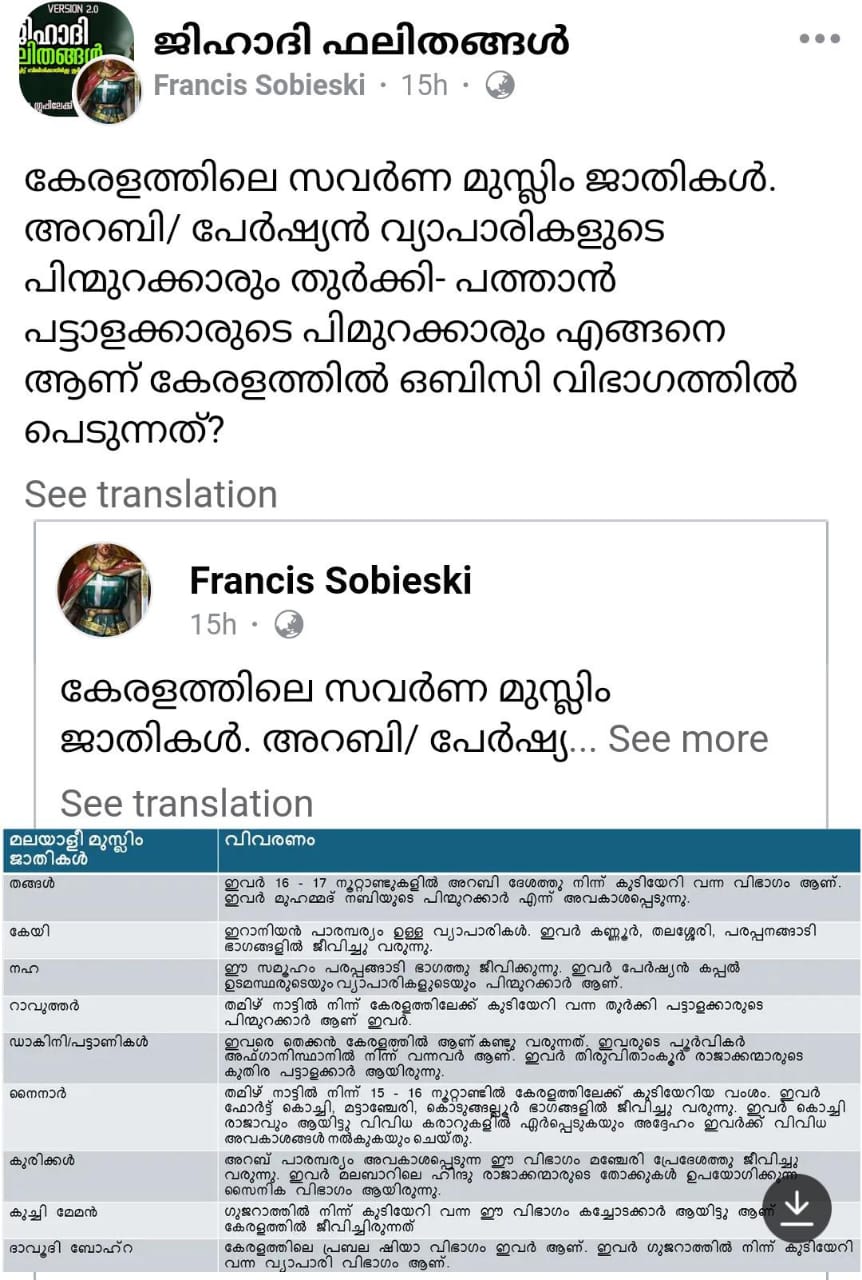 VERSION 2.0
ജിഹാദി ഫലിതങ്ങൾ
Francis Sobieski · 15h ·
കേരളത്തിലെ സവർണ മുസ്ലിം ജാതികൾ.
അറബി/ പേർഷ്യൻ വ്യാപാരികളുടെ
പിന്മുറക്കാരും തുർക്കി- പത്താൻ
പട്ടാളക്കാരുടെ പിമുറക്കാരും എങ്ങനെ
ആണ് കേരളത്തിൽ ഒബിസി വിഭാഗത്തിൽ
പെടുന്നത്?
See translation
Francis Sobieski
15h ·
കേരളത്തിലെ സവർണ മുസ്ലിം
ജാതികൾ. അറബി/ പേർഷ്യ... See more
See translation
മലയാളീ മുസ്ലിം
ജാതികൾ
വിവരണം
തങ്ങൾ
ഇവർ 16 - 17 നൂറ്റാണ്ടുകളിൽ അറബി ദേശത്തു നിന്ന് കുടിയേറി വന്ന വിഭാഗം ആണ്.
ഇവർ മുഹമ്മദ് നബിയുടെ പിന്മുറക്കാർ എന്ന് അവകാശപ്പെടുന്നു.
കേയി
ഇറാനിയൻ പാരമ്പര്യം ഉള്ള വ്യാപാരികൾ. ഇവർ കണ്ണൂർ, തലശ്ശേരി, പരപ്പനങ്ങാടി
ഭാഗങ്ങളിൽ ജീവിച്ചു വരുന്നു.
നഹ
ഈ സമൂഹം പരപ്പങ്ങാടി ഭാഗത്തു ജീവിക്കുന്നു. ഇവർ പേർഷ്യൻ കപ്പൽ
ഉടമസ്ഥരുടെയും വ്യാപാരികളുടെയും പിന്മുറക്കാർ ആണ്.
റാവുത്തർ
തമിഴ് നാട്ടിൽ നിന്ന് കേരളത്തിലേക്ക് കുടിയേറി വന്ന തുർക്കി പട്ടാളക്കാരുടെ
പിന്മുറക്കാർ ആണ് ഇവർ.
ഡാകിനി/പട്ടാണികൾ
ഇവരെ തെക്കൻ കേരളത്തിൽ ആണ് കണ്ടു വരുന്നത്. ഇവരുടെ പൂർവികർ
അഫ്ഗാനിസ്ഥാനിൽ നിന്ന് വന്നവർ ആണ്. ഇവർ തിരുവിതാംകൂർ രാജാക്കന്മാരുടെ
കുതിര പട്ടാളക്കാർ ആയിരുന്നു.
നൈനാർ
തമിഴ് നാട്ടിൽ നിന്ന് 15 - 16 നൂറ്റാണ്ടിൽ കേരളത്തിലേക്ക് കുടിയേറിയ വംശം. ഇവർ
ഫോർട്ട് കൊച്ചി, മട്ടാഞ്ചേരി, കൊടുങ്ങല്ലൂർ ഭാഗങ്ങളിൽ ജീവിച്ചു വരുന്നു. ഇവർ കൊച്ചി
രാജാവും ആയിട്ടു വിവിധ കരാറുകളിൽ ഏർപ്പെടുകയും അദ്ദേഹം ഇവർക്ക് വിവിധ
അവകാശങ്ങൾ നൽകുകയും ചെയ്തു.
കുരിക്കൾ
അറബ് പാരമ്പര്യം അവകാശപ്പെടുന്ന ഈ വിഭാഗം മഞ്ചേരി പ്രേദേശത്തു ജീവിച്ചു
വരുന്നു. ഇവർ മലബാറിലെ ഹിന്ദു രാജാക്കന്മാരുടെ തോക്കുകൾ ഉപയോഗിക്കുന്ന
സൈനിക വിഭാഗം ആയിരുന്നു.
കുച്ചി മേമൻ
ഗുജറാത്തിൽ നിന്ന് കുടിയേറി വന്ന ഈ വിഭാഗം കച്ചോടക്കാർ ആയിട്ടു ആണ്
കേരളത്തിൽ ജീവിച്ചിരുന്നത്
ദാവൂദി ബോഹ്‌റ
കേരളത്തിലെ പ്രബല ഷിയാ വിഭാഗം ഇവർ ആണ്. ഇവർ ഗുജറാത്തിൽ നിന്ന് കുടിയേറി
വന്ന വ്യാപാരി വിഭാഗം ആണ്.